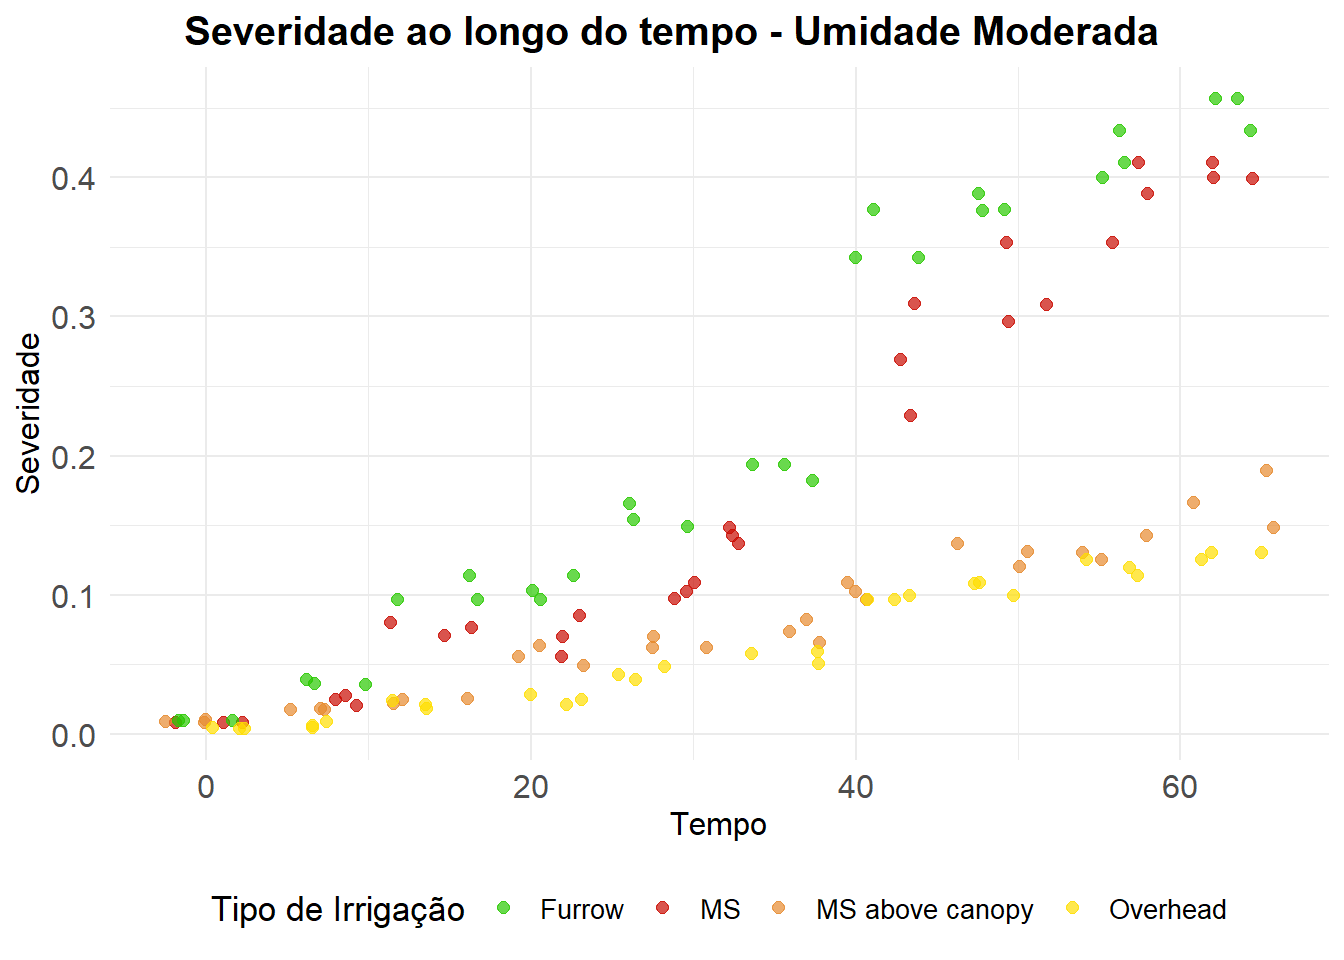 Severidade ao longo do tempo - Umidade Moderada
0.4
0.3
0.2
0.1
0.0
Severidade
0 20 40 60
Tempo
Tipo de Irrigação Furrow MS MS above canopy Overhead